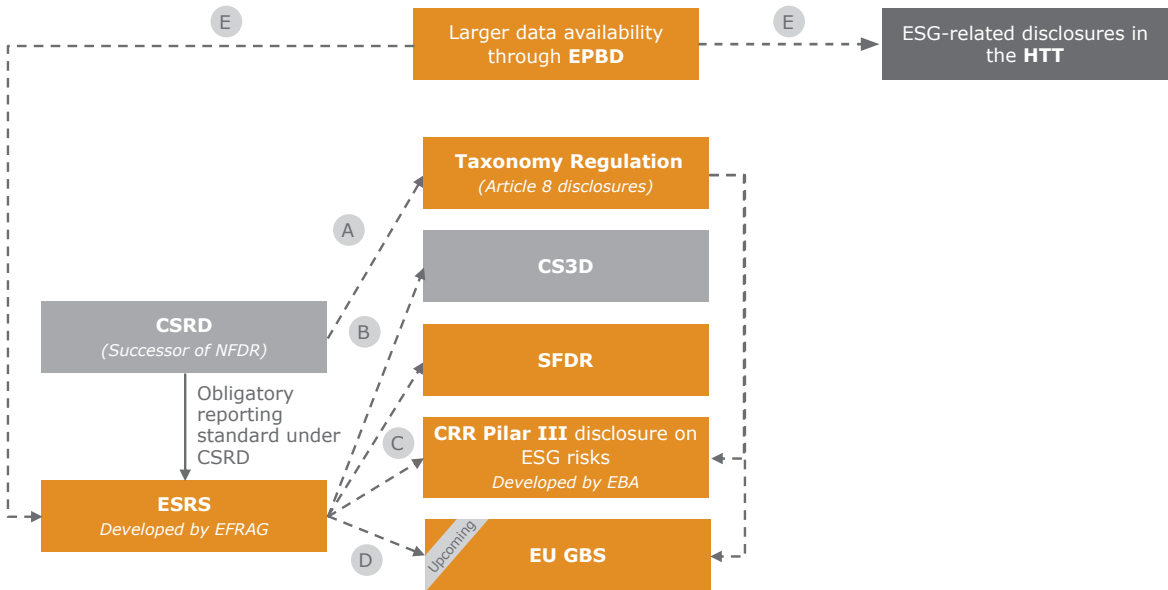 E
Larger data availability
through EPBD
E
ESG-related disclosures in
the HTT
Taxonomy Regulation
(Article 8 disclosures)
A
CS3D
CSRD
(Successor of NFDR)
B
SFDR
Obligatory
reporting
standard under
CSRD
C
CRR Pilar III disclosure on
ESG risks
Developed by EBA
ESRS
Developed by EFRAG
D
Upcoming
EU GBS